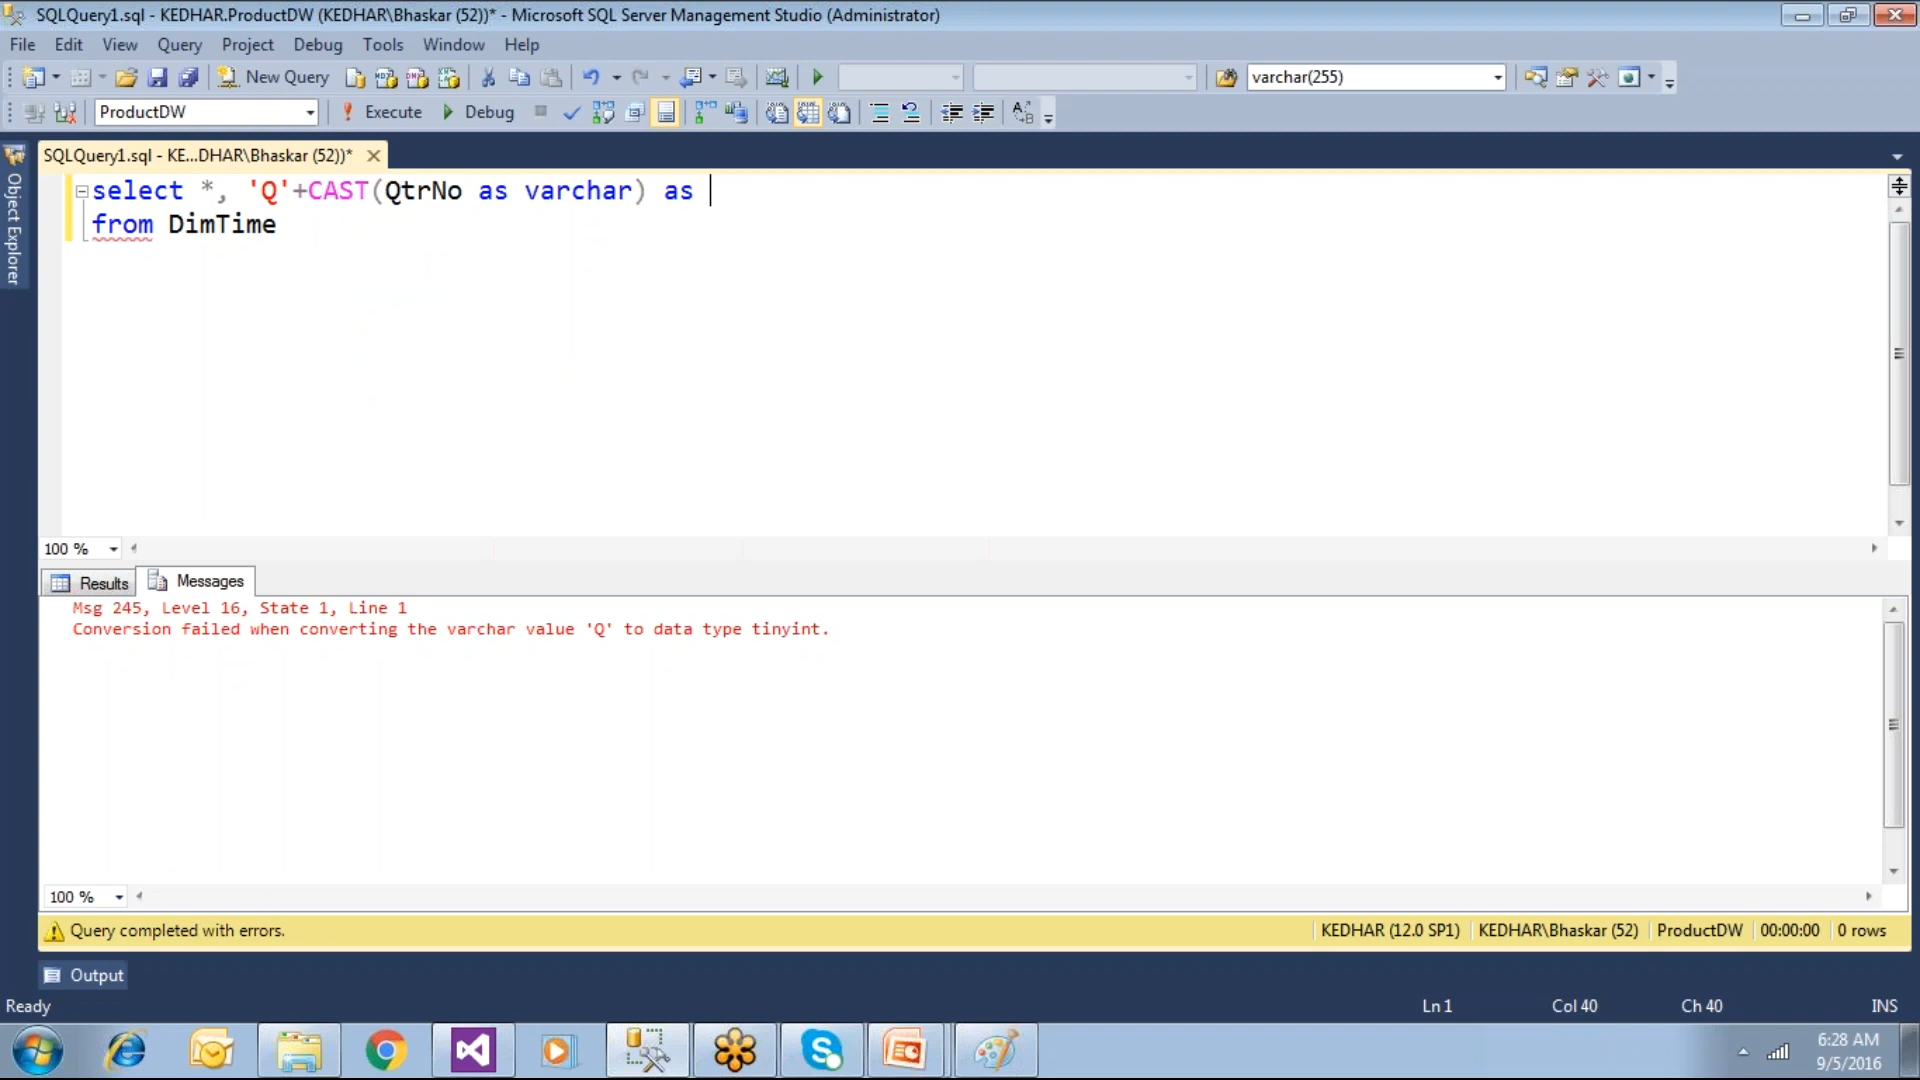 SQLQuery1.sql - KEDHAR.ProductDW (KEDHAR\Bhaskar (52))* - Microsoft SQL Server Management Studio (Administrator)
File Edit View Query Project Debug Tools Window Help
New Query varchar(255)
ProductDW Execute Debug
SQLQuery1.sql - KE...DHAR\Bhaskar (52))*
Object Explorer
select *, 'Q'+CAST(QtrNo as varchar) as
from DimTime
100 %
Results Messages
Msg 245, Level 16, State 1, Line 1
Conversion failed when converting the varchar value 'Q' to data type tinyint.
100 %
Query completed with errors. KEDHAR (12.0 SP1) KEDHAR\Bhaskar (52) ProductDW 00:00:00 0 rows
Output
Ready Ln 1 Col 40 Ch 40 INS
6:28 AM
9/5/2016